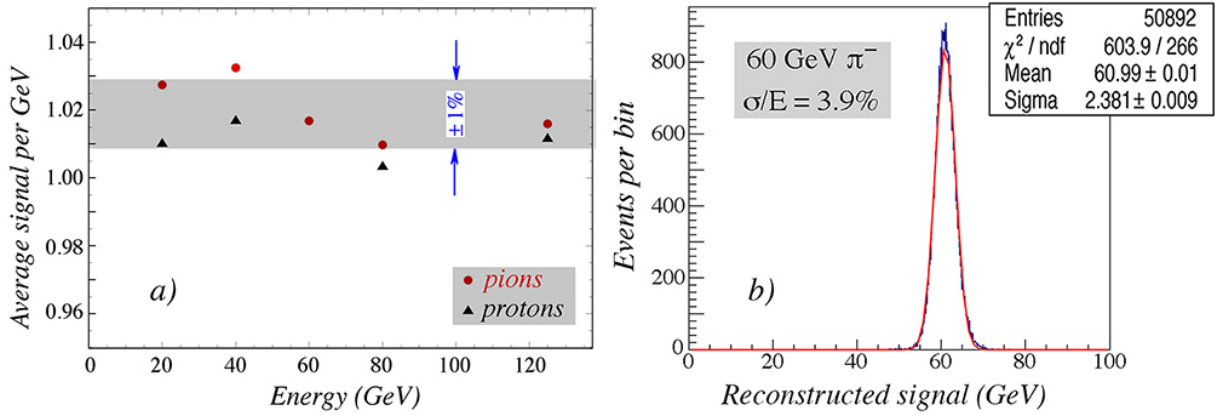 a)
1.04
1.02
1.00
0.98
0.96
Average signal per GeV
±1%
pions
protons
0 20 40 60 80 100 120
Energy (GeV)
b)
60 GeV π⁻
σ/E = 3.9%
Entries 50892
χ² / ndf 603.9 / 266
Mean 60.99 ± 0.01
Sigma 2.381 ± 0.009
800
600
400
200
0
Events per bin
0 20 40 60 80 100
Reconstructed signal (GeV)